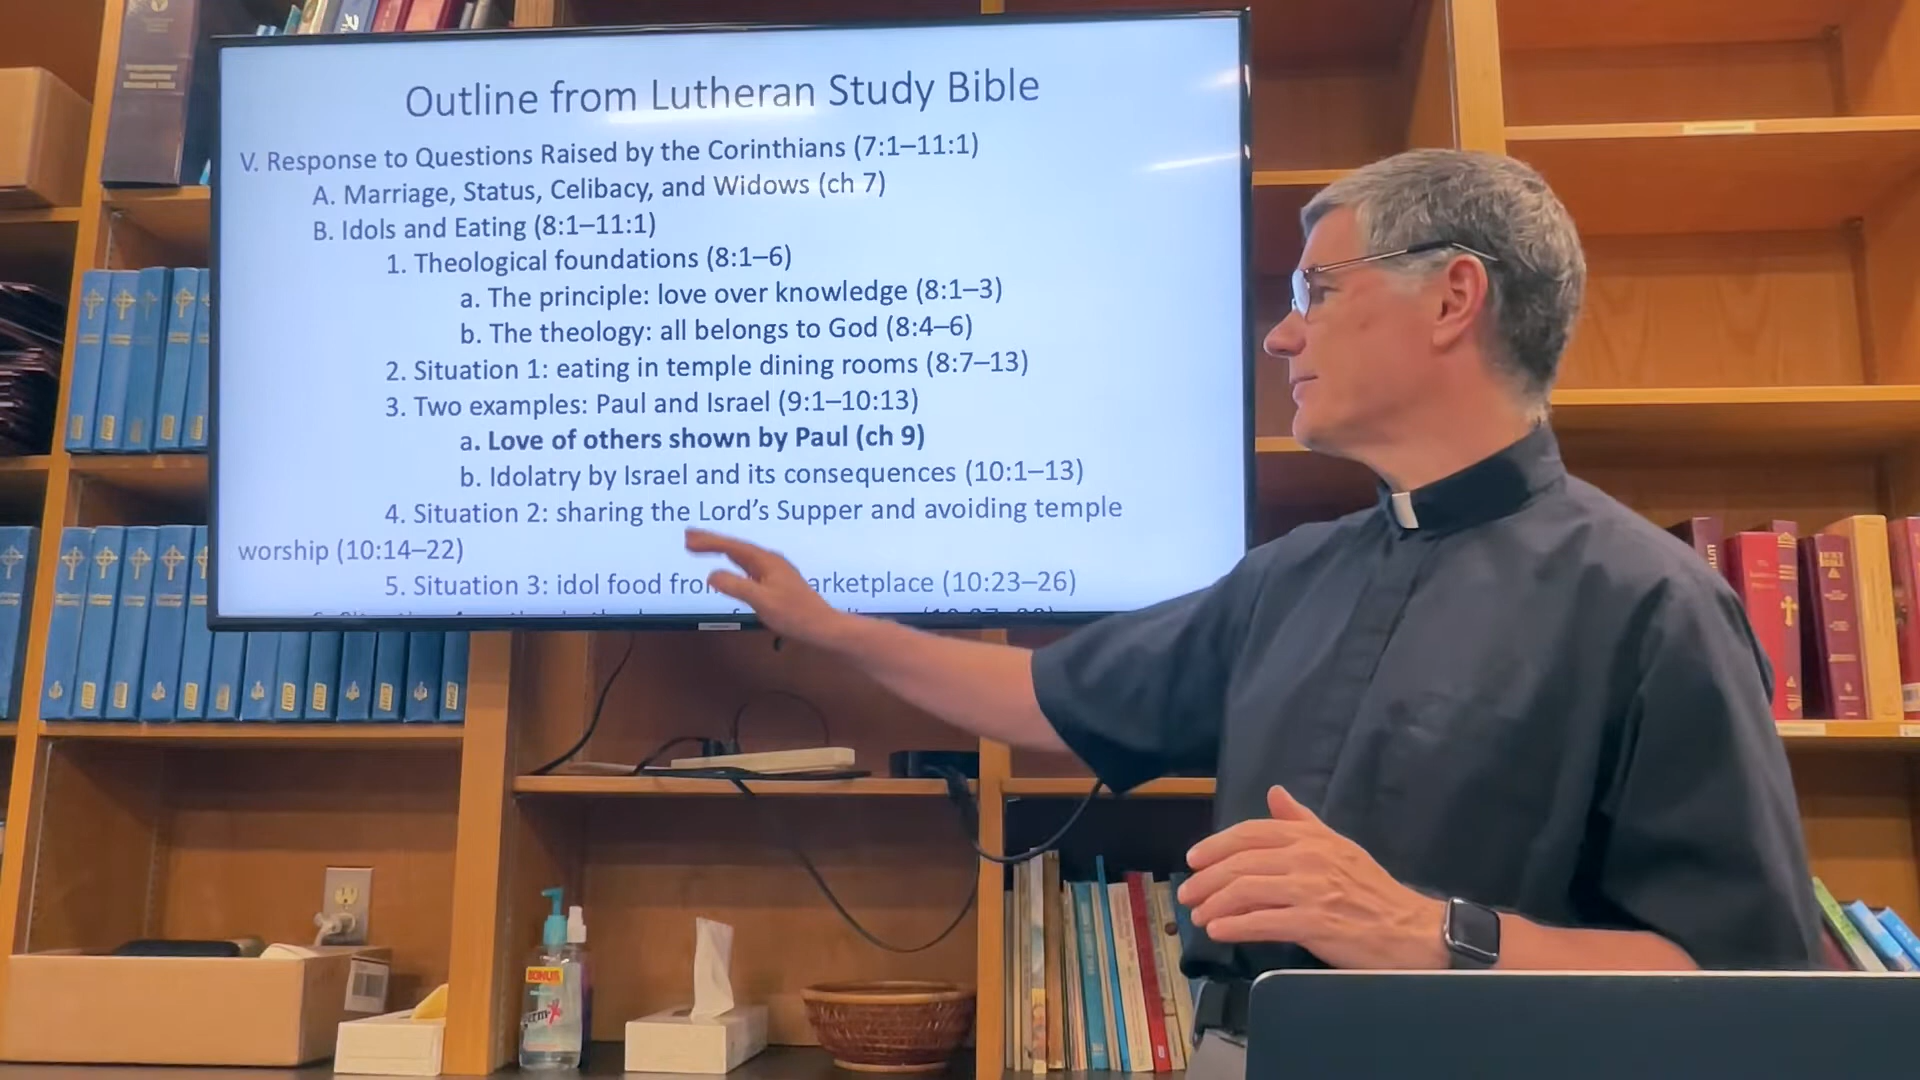 Outline from Lutheran Study Bible
V. Response to Questions Raised by the Corinthians (7:1–11:1)
A. Marriage, Status, Celibacy, and Widows (ch 7)
B. Idols and Eating (8:1–11:1)
1. Theological foundations (8:1–6)
a. The principle: love over knowledge (8:1–3)
b. The theology: all belongs to God (8:4–6)
2. Situation 1: eating in temple dining rooms (8:7–13)
3. Two examples: Paul and Israel (9:1–10:13)
a. Love of others shown by Paul (ch 9)
b. Idolatry by Israel and its consequences (10:1–13)
4. Situation 2: sharing the Lord's Supper and avoiding temple
worship (10:14–22)
5. Situation 3: idol food (10:23–26)
BONUS